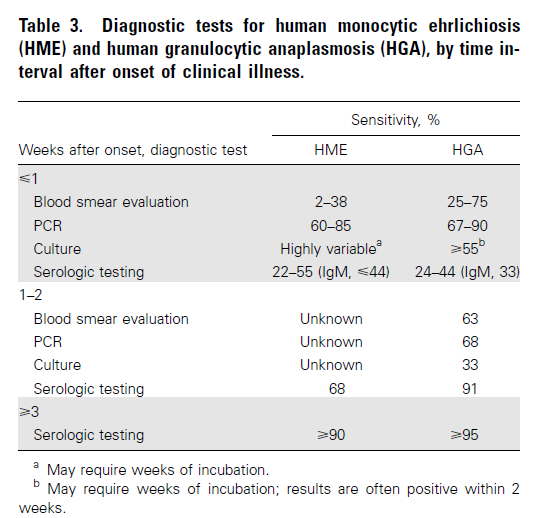 Table 3. Diagnostic tests for human monocytic ehrlichiosis
(HME) and human granulocytic anaplasmosis (HGA), by time in-
terval after onset of clinical illness.
Sensitivity, %
Weeks after onset, diagnostic test HME HGA
⩽1
Blood smear evaluation 2–38 25–75
PCR 60–85 67–90
Culture Highly variableᵃ ⩾55ᵇ
Serologic testing 22–55 (IgM, ⩽44) 24–44 (IgM, 33)
1–2
Blood smear evaluation Unknown 63
PCR Unknown 68
Culture Unknown 33
Serologic testing 68 91
⩾3
Serologic testing ⩾90 ⩾95
ᵃ May require weeks of incubation.
ᵇ May require weeks of incubation; results are often positive within 2
weeks.